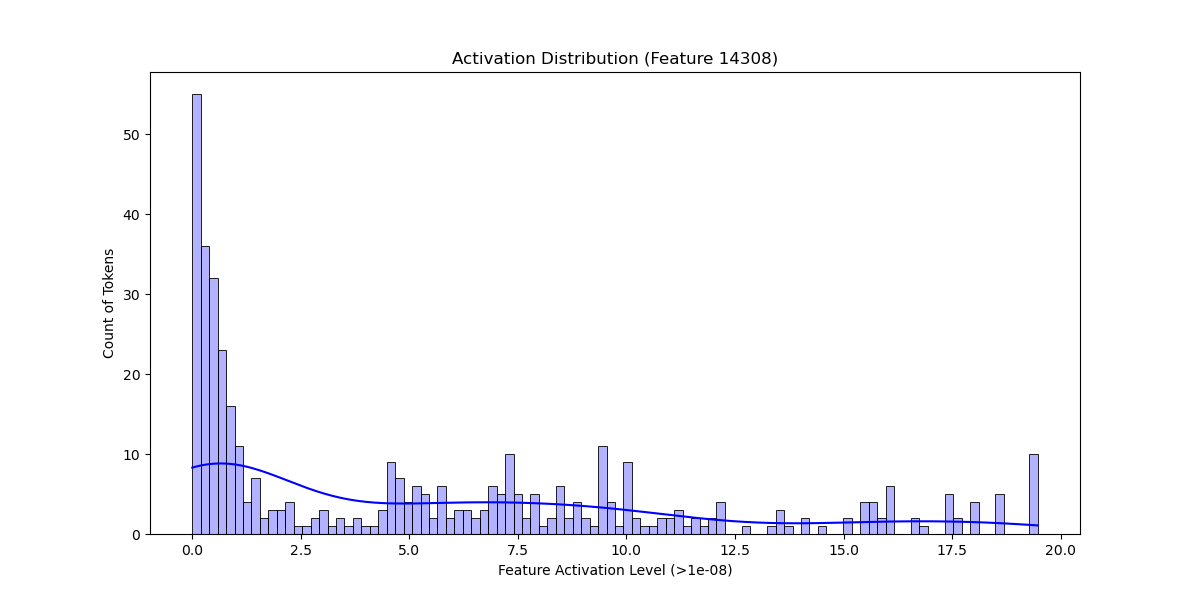 Activation Distribution (Feature 14308)
Count of Tokens
50
40
30
20
10
0
0.0 2.5 5.0 7.5 10.0 12.5 15.0 17.5 20.0
Feature Activation Level (>1e-08)